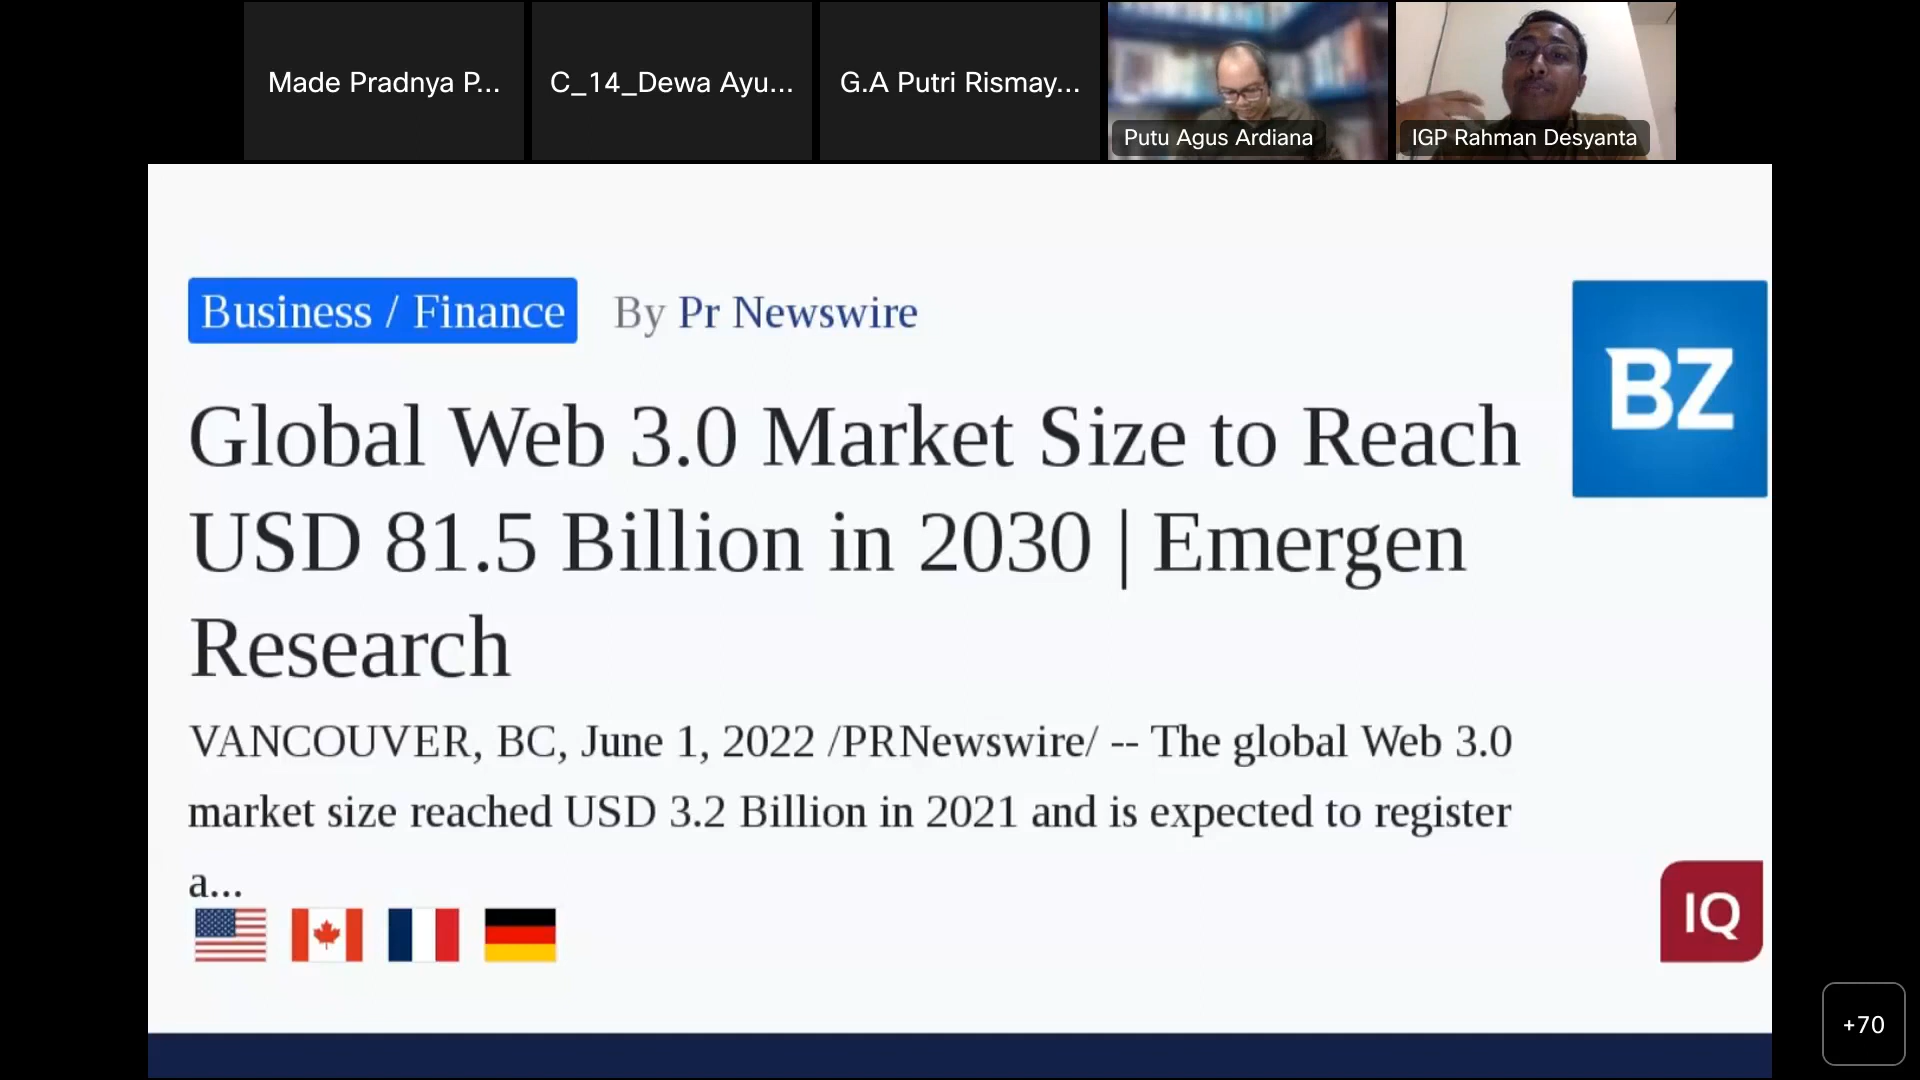 Made Pradnya P...
C_14_Dewa Ayu...
G.A Putri Rismay...
Putu Agus Ardiana
IGP Rahman Desyanta
Business / Finance By Pr Newswire
BZ
Global Web 3.0 Market Size to Reach
USD 81.5 Billion in 2030 | Emergen
Research
VANCOUVER, BC, June 1, 2022 /PRNewswire/ -- The global Web 3.0
market size reached USD 3.2 Billion in 2021 and is expected to register
a...
IQ
+70